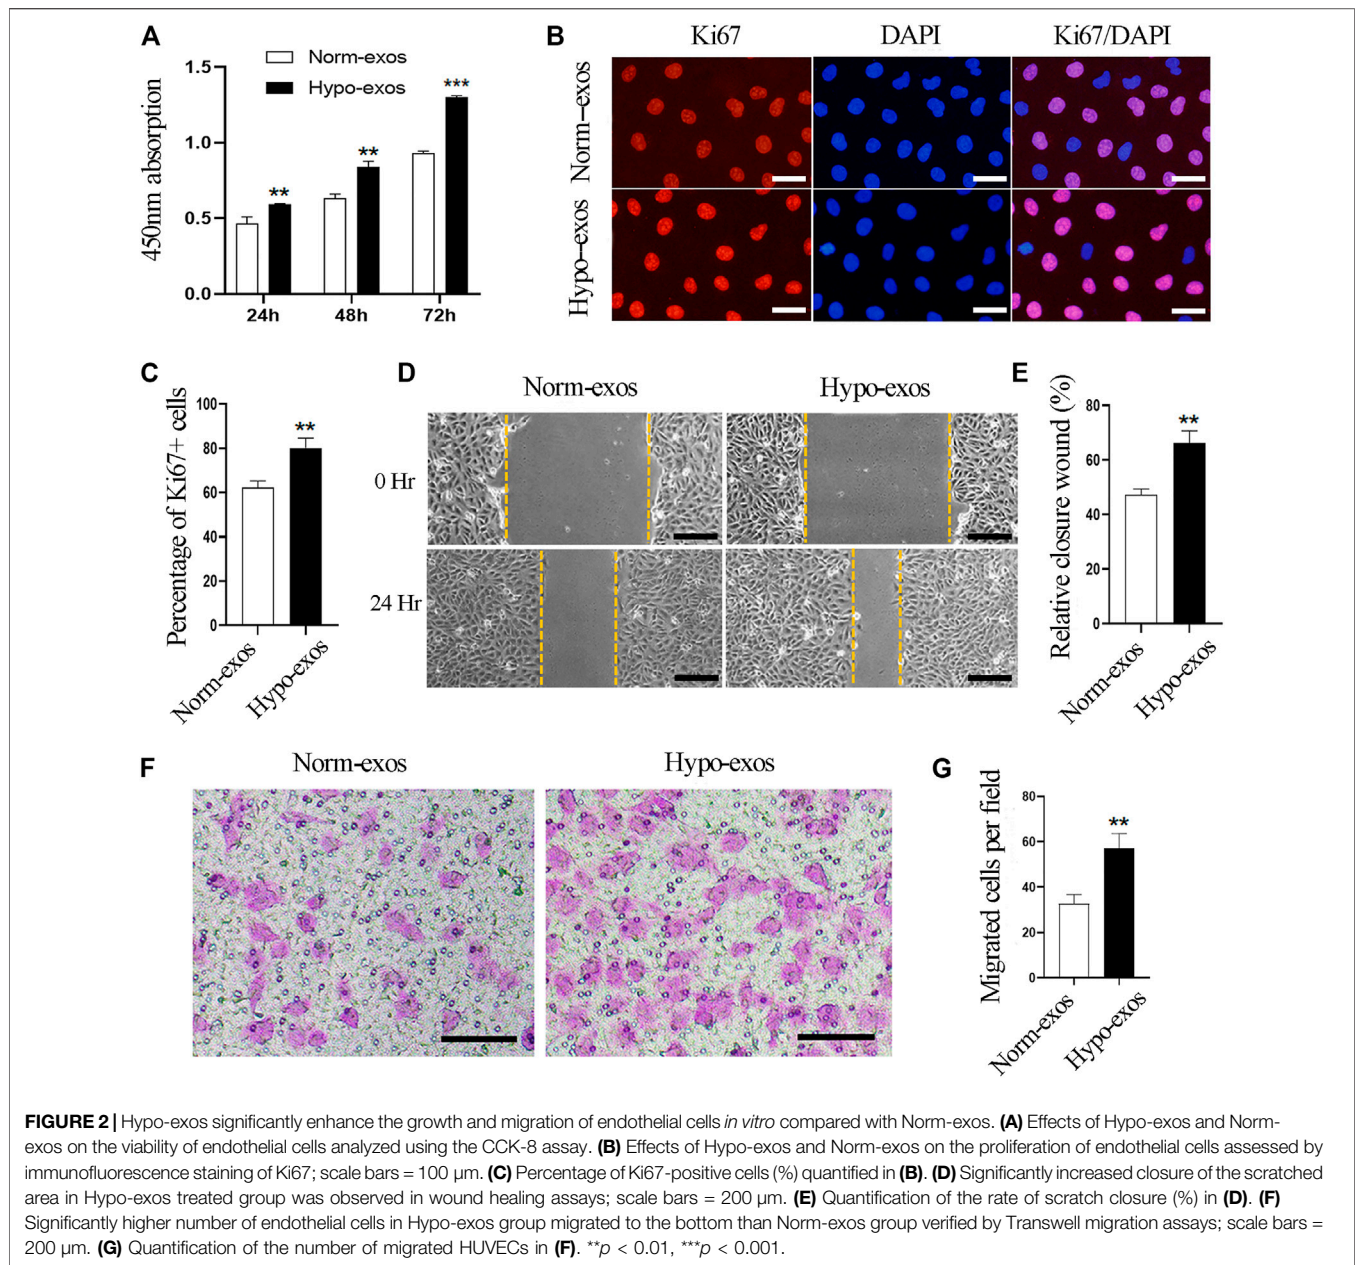 A
Norm-exos
Hypo-exos
450nm absorption
1.5
1.0
0.5
0.0
**
**
***
24h
48h
72h
B
Ki67
DAPI
Ki67/DAPI
Norm–exos
Hypo–exos
C
Percentage of Ki67+ cells
100
80
60
40
20
0
**
Norm-exos
Hypo-exos
D
Norm-exos
Hypo-exos
0 Hr
24 Hr
E
Relative closure wound (%)
80
60
40
20
0
**
Norm-exos
Hypo-exos
F
Norm-exos
Hypo-exos
G
Migrated cells per field
80
60
40
20
0
**
Norm-exos
Hypo-exos
FIGURE 2 | Hypo-exos significantly enhance the growth and migration of endothelial cells in vitro compared with Norm-exos. (A) Effects of Hypo-exos and Norm-
exos on the viability of endothelial cells analyzed using the CCK-8 assay. (B) Effects of Hypo-exos and Norm-exos on the proliferation of endothelial cells assessed by
immunofluorescence staining of Ki67; scale bars = 100 μm. (C) Percentage of Ki67-positive cells (%) quantified in (B). (D) Significantly increased closure of the scratched
area in Hypo-exos treated group was observed in wound healing assays; scale bars = 200 μm. (E) Quantification of the rate of scratch closure (%) in (D). (F)
Significantly higher number of endothelial cells in Hypo-exos group migrated to the bottom than Norm-exos group verified by Transwell migration assays; scale bars =
200 μm. (G) Quantification of the number of migrated HUVECs in (F). **p < 0.01, ***p < 0.001.